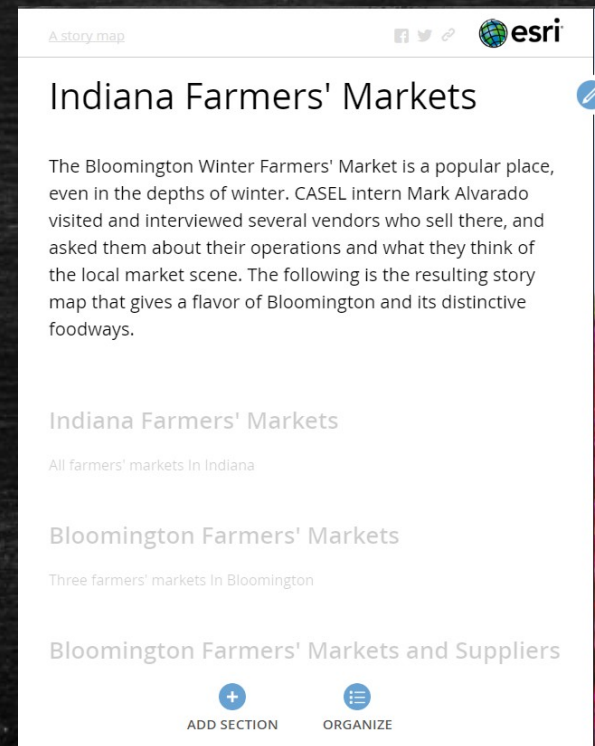 A story map
esri
Indiana Farmers' Markets
The Bloomington Winter Farmers' Market is a popular place,
even in the depths of winter. CASEL intern Mark Alvarado
visited and interviewed several vendors who sell there, and
asked them about their operations and what they think of
the local market scene. The following is the resulting story
map that gives a flavor of Bloomington and its distinctive
foodways.
Indiana Farmers' Markets
All farmers' markets In Indiana
Bloomington Farmers' Markets
Three farmers' markets In Bloomington
Bloomington Farmers' Markets and Suppliers
ADD SECTION
ORGANIZE